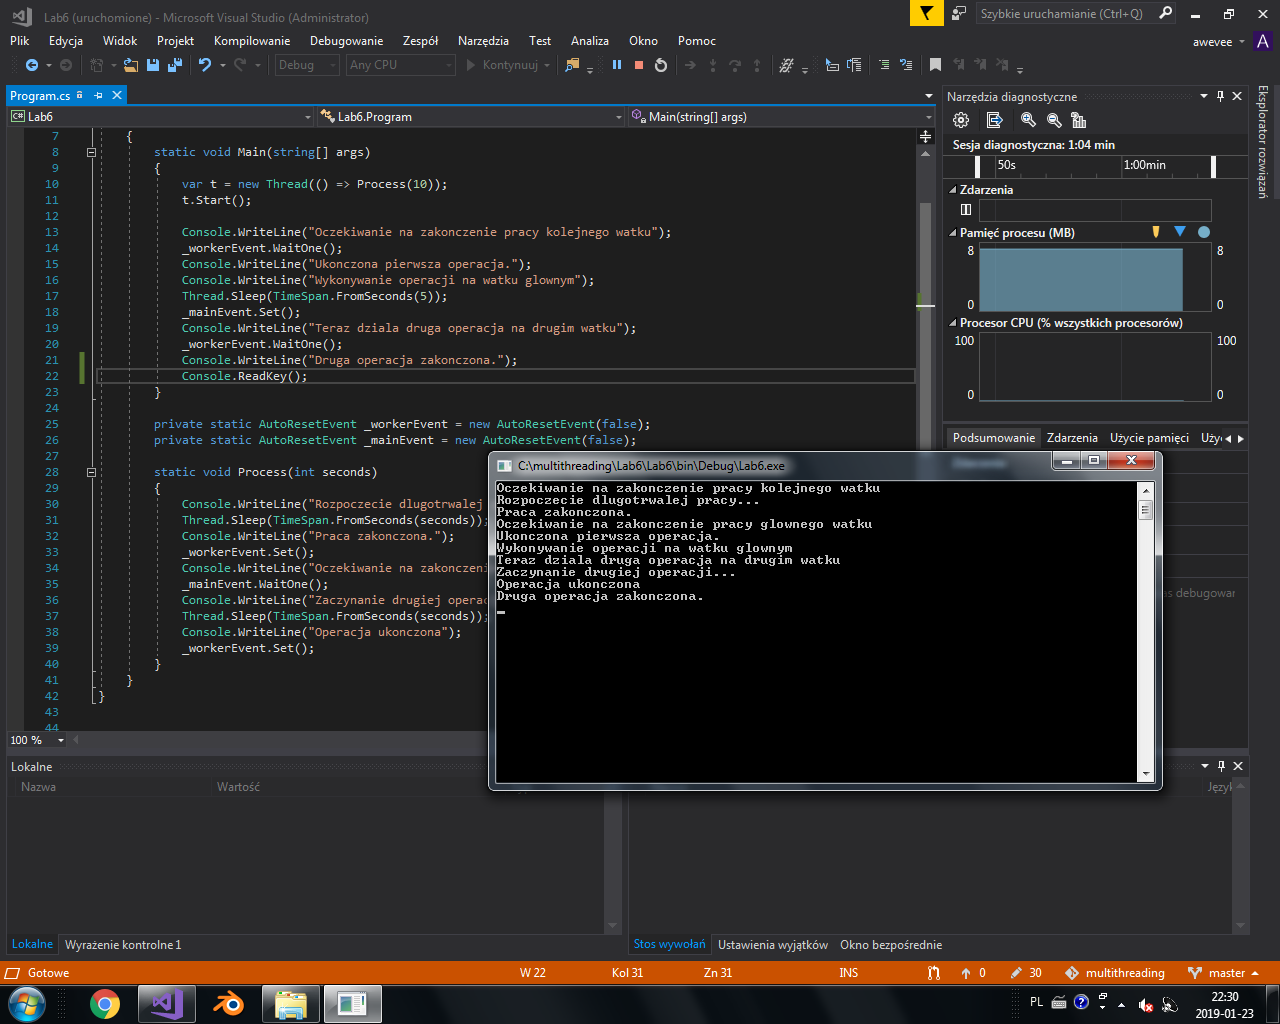 Lab6 (uruchomione) - Microsoft Visual Studio (Administrator)
Szybkie uruchamianie (Ctrl+Q)
Plik Edycja Widok Projekt Kompilowanie Debugowanie Zespół Narzędzia Test Analiza Okno Pomoc
awevee A
Debug Any CPU Kontynuuj
Program.cs
Lab6 Lab6.Program Main(string[] args)
7 {
8 static void Main(string[] args)
9 {
10 var t = new Thread(() => Process(10));
11 t.Start();
12
13 Console.WriteLine("Oczekiwanie na zakonczenie pracy kolejnego watku");
14 _workerEvent.WaitOne();
15 Console.WriteLine("Ukonczona pierwsza operacja.");
16 Console.WriteLine("Wykonywanie operacji na watku glownym");
17 Thread.Sleep(TimeSpan.FromSeconds(5));
18 _mainEvent.Set();
19 Console.WriteLine("Teraz dziala druga operacja na drugim watku");
20 _workerEvent.WaitOne();
21 Console.WriteLine("Druga operacja zakonczona.");
22 Console.ReadKey();
23 }
24
25 private static AutoResetEvent _workerEvent = new AutoResetEvent(false);
26 private static AutoResetEvent _mainEvent = new AutoResetEvent(false);
27
28 static void Process(int seconds)
29 {
30 Console.WriteLine("Rozpoczecie dlugotrwalej
31 Thread.Sleep(TimeSpan.FromSeconds(seconds));
32 Console.WriteLine("Praca zakonczona.");
33 _workerEvent.Set();
34 Console.WriteLine("Oczekiwanie na zakonczeni
35 _mainEvent.WaitOne();
36 Console.WriteLine("Zaczynanie drugiej operac
37 Thread.Sleep(TimeSpan.FromSeconds(seconds));
38 Console.WriteLine("Operacja ukonczona");
39 _workerEvent.Set();
40 }
41 }
42 }
43
44
100 %
Narzędzia diagnostyczne
Eksplorator rozwiązań
Sesja diagnostyczna: 1:04 min
50s 1:00min
Zdarzenia
Pamięć procesu (MB)
8 8
0 0
Procesor CPU (% wszystkich procesorów)
100 100
0 0
Podsumowanie Zdarzenia Użycie pamięci Uży
as debugowar
C:\multithreading\Lab6\Lab6\bin\Debug\Lab6.exe
Oczekiwanie na zakonczenie pracy kolejnego watku
Rozpoczecie dlugotrwalej pracy...
Praca zakonczona.
Oczekiwanie na zakonczenie pracy glownego watku
Ukonczona pierwsza operacja.
Wykonywanie operacji na watku glownym
Teraz dziala druga operacja na drugim watku
Zaczynanie drugiej operacji...
Operacja ukonczona
Druga operacja zakonczona.
Lokalne
Nazwa Wartość
Język
Lokalne Wyrażenie kontrolne 1
Stos wywołań Ustawienia wyjątków Okno bezpośrednie
Gotowe W 22 Kol 31 Zn 31 INS 0 30 multithreading master
PL 22:30
2019-01-23